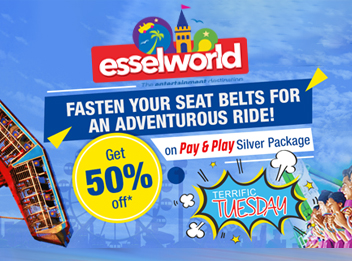 esselworld
The entertainment destination
FASTEN YOUR SEAT BELTS FOR
AN ADVENTUROUS RIDE!
Get
50%
off*
on Pay & Play Silver Package
TERRIFIC
TUESDAY